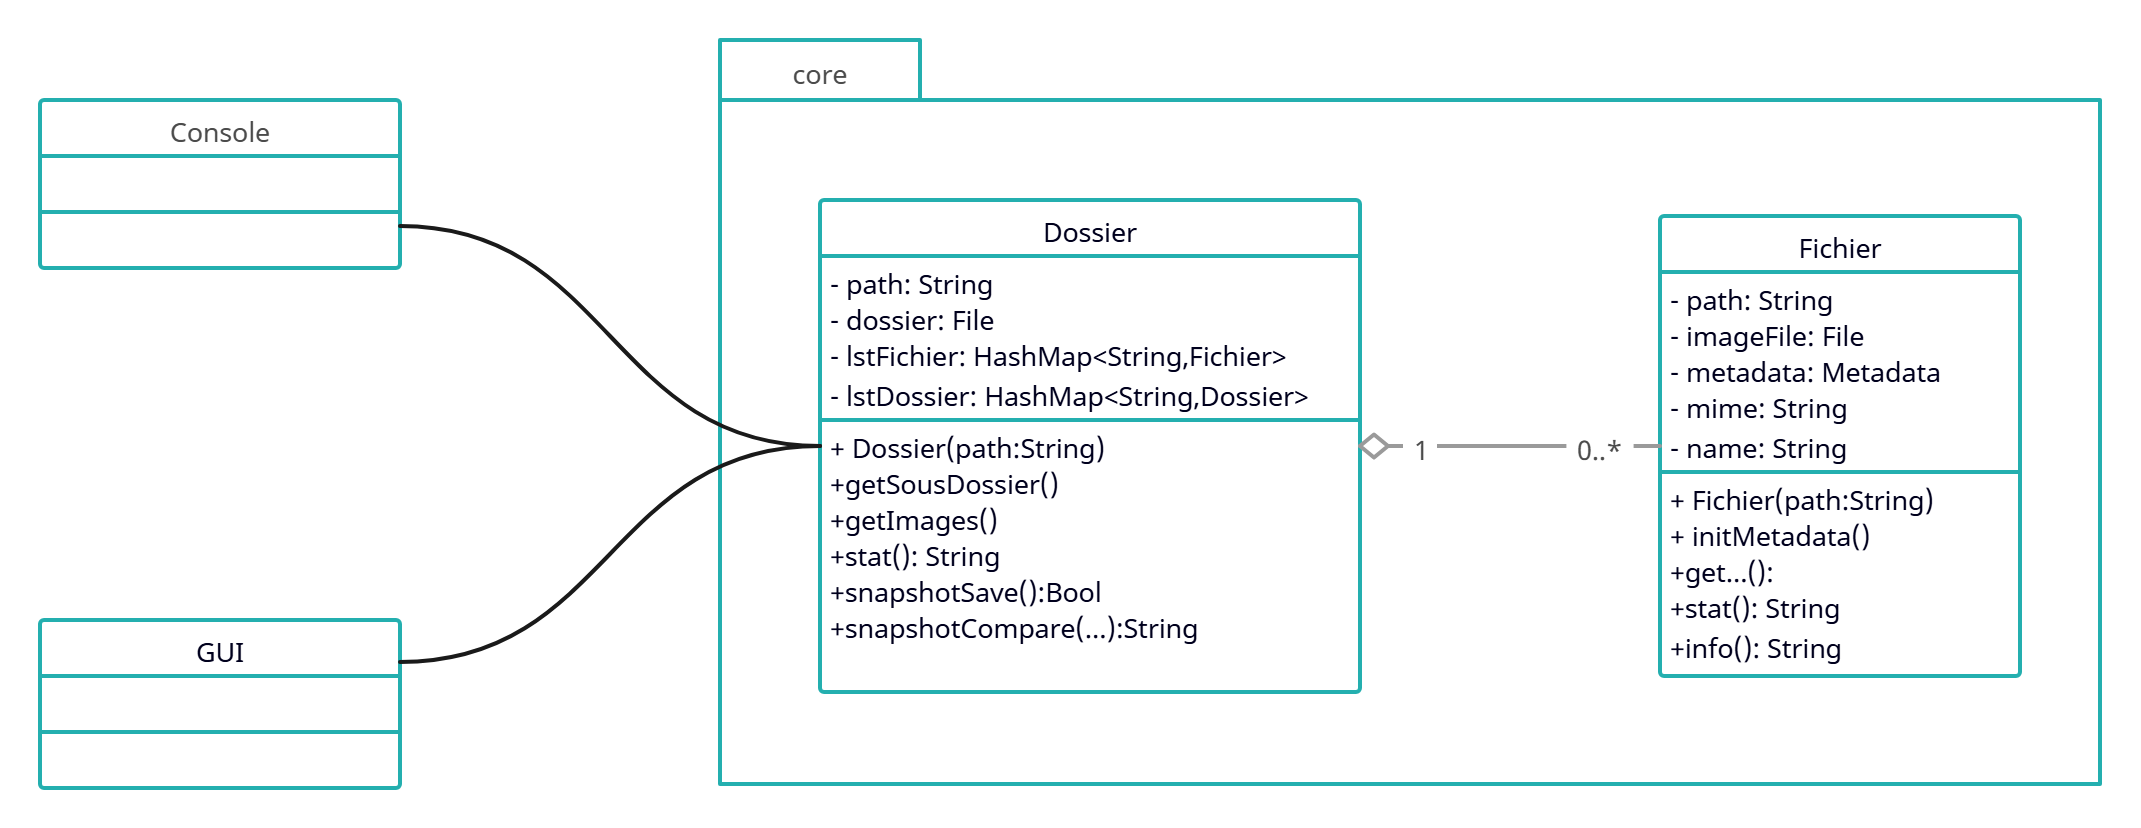 core
Console
Dossier
- path: String
- dossier: File
- lstFichier: HashMap<String,Fichier>
- lstDossier: HashMap<String,Dossier>
+ Dossier(path:String)
+getSousDossier()
+getImages()
+stat(): String
+snapshotSave():Bool
+snapshotCompare(...):String
1
0..*
Fichier
- path: String
- imageFile: File
- metadata: Metadata
- mime: String
- name: String
+ Fichier(path:String)
+ initMetadata()
+get...():
+stat(): String
+info(): String
GUI